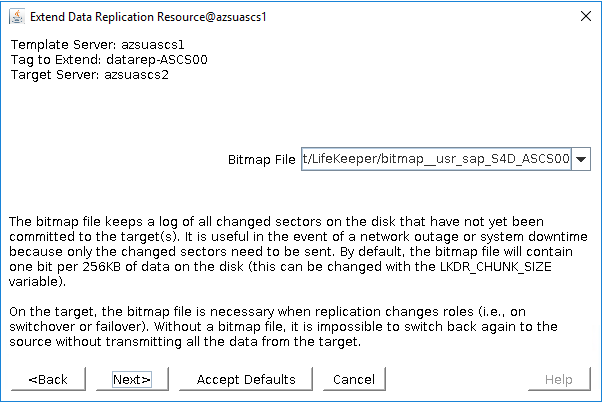 Extend Data Replication Resource@azsuascs1
Template Server: azsuascs1
Tag to Extend: datarep-ASCS00
Target Server: azsuascs2
Bitmap File t/LifeKeeper/bitmap__usr_sap_S4D_ASCS00
The bitmap file keeps a log of all changed sectors on the disk that have not yet been
committed to the target(s). It is useful in the event of a network outage or system downtime
because only the changed sectors need to be sent. By default, the bitmap file will contain
one bit per 256KB of data on the disk (this can be changed with the LKDR_CHUNK_SIZE
variable).
On the target, the bitmap file is necessary when replication changes roles (i.e., on
switchover or failover). Without a bitmap file, it is impossible to switch back again to the
source without transmitting all the data from the target.
<Back Next> Accept Defaults Cancel Help